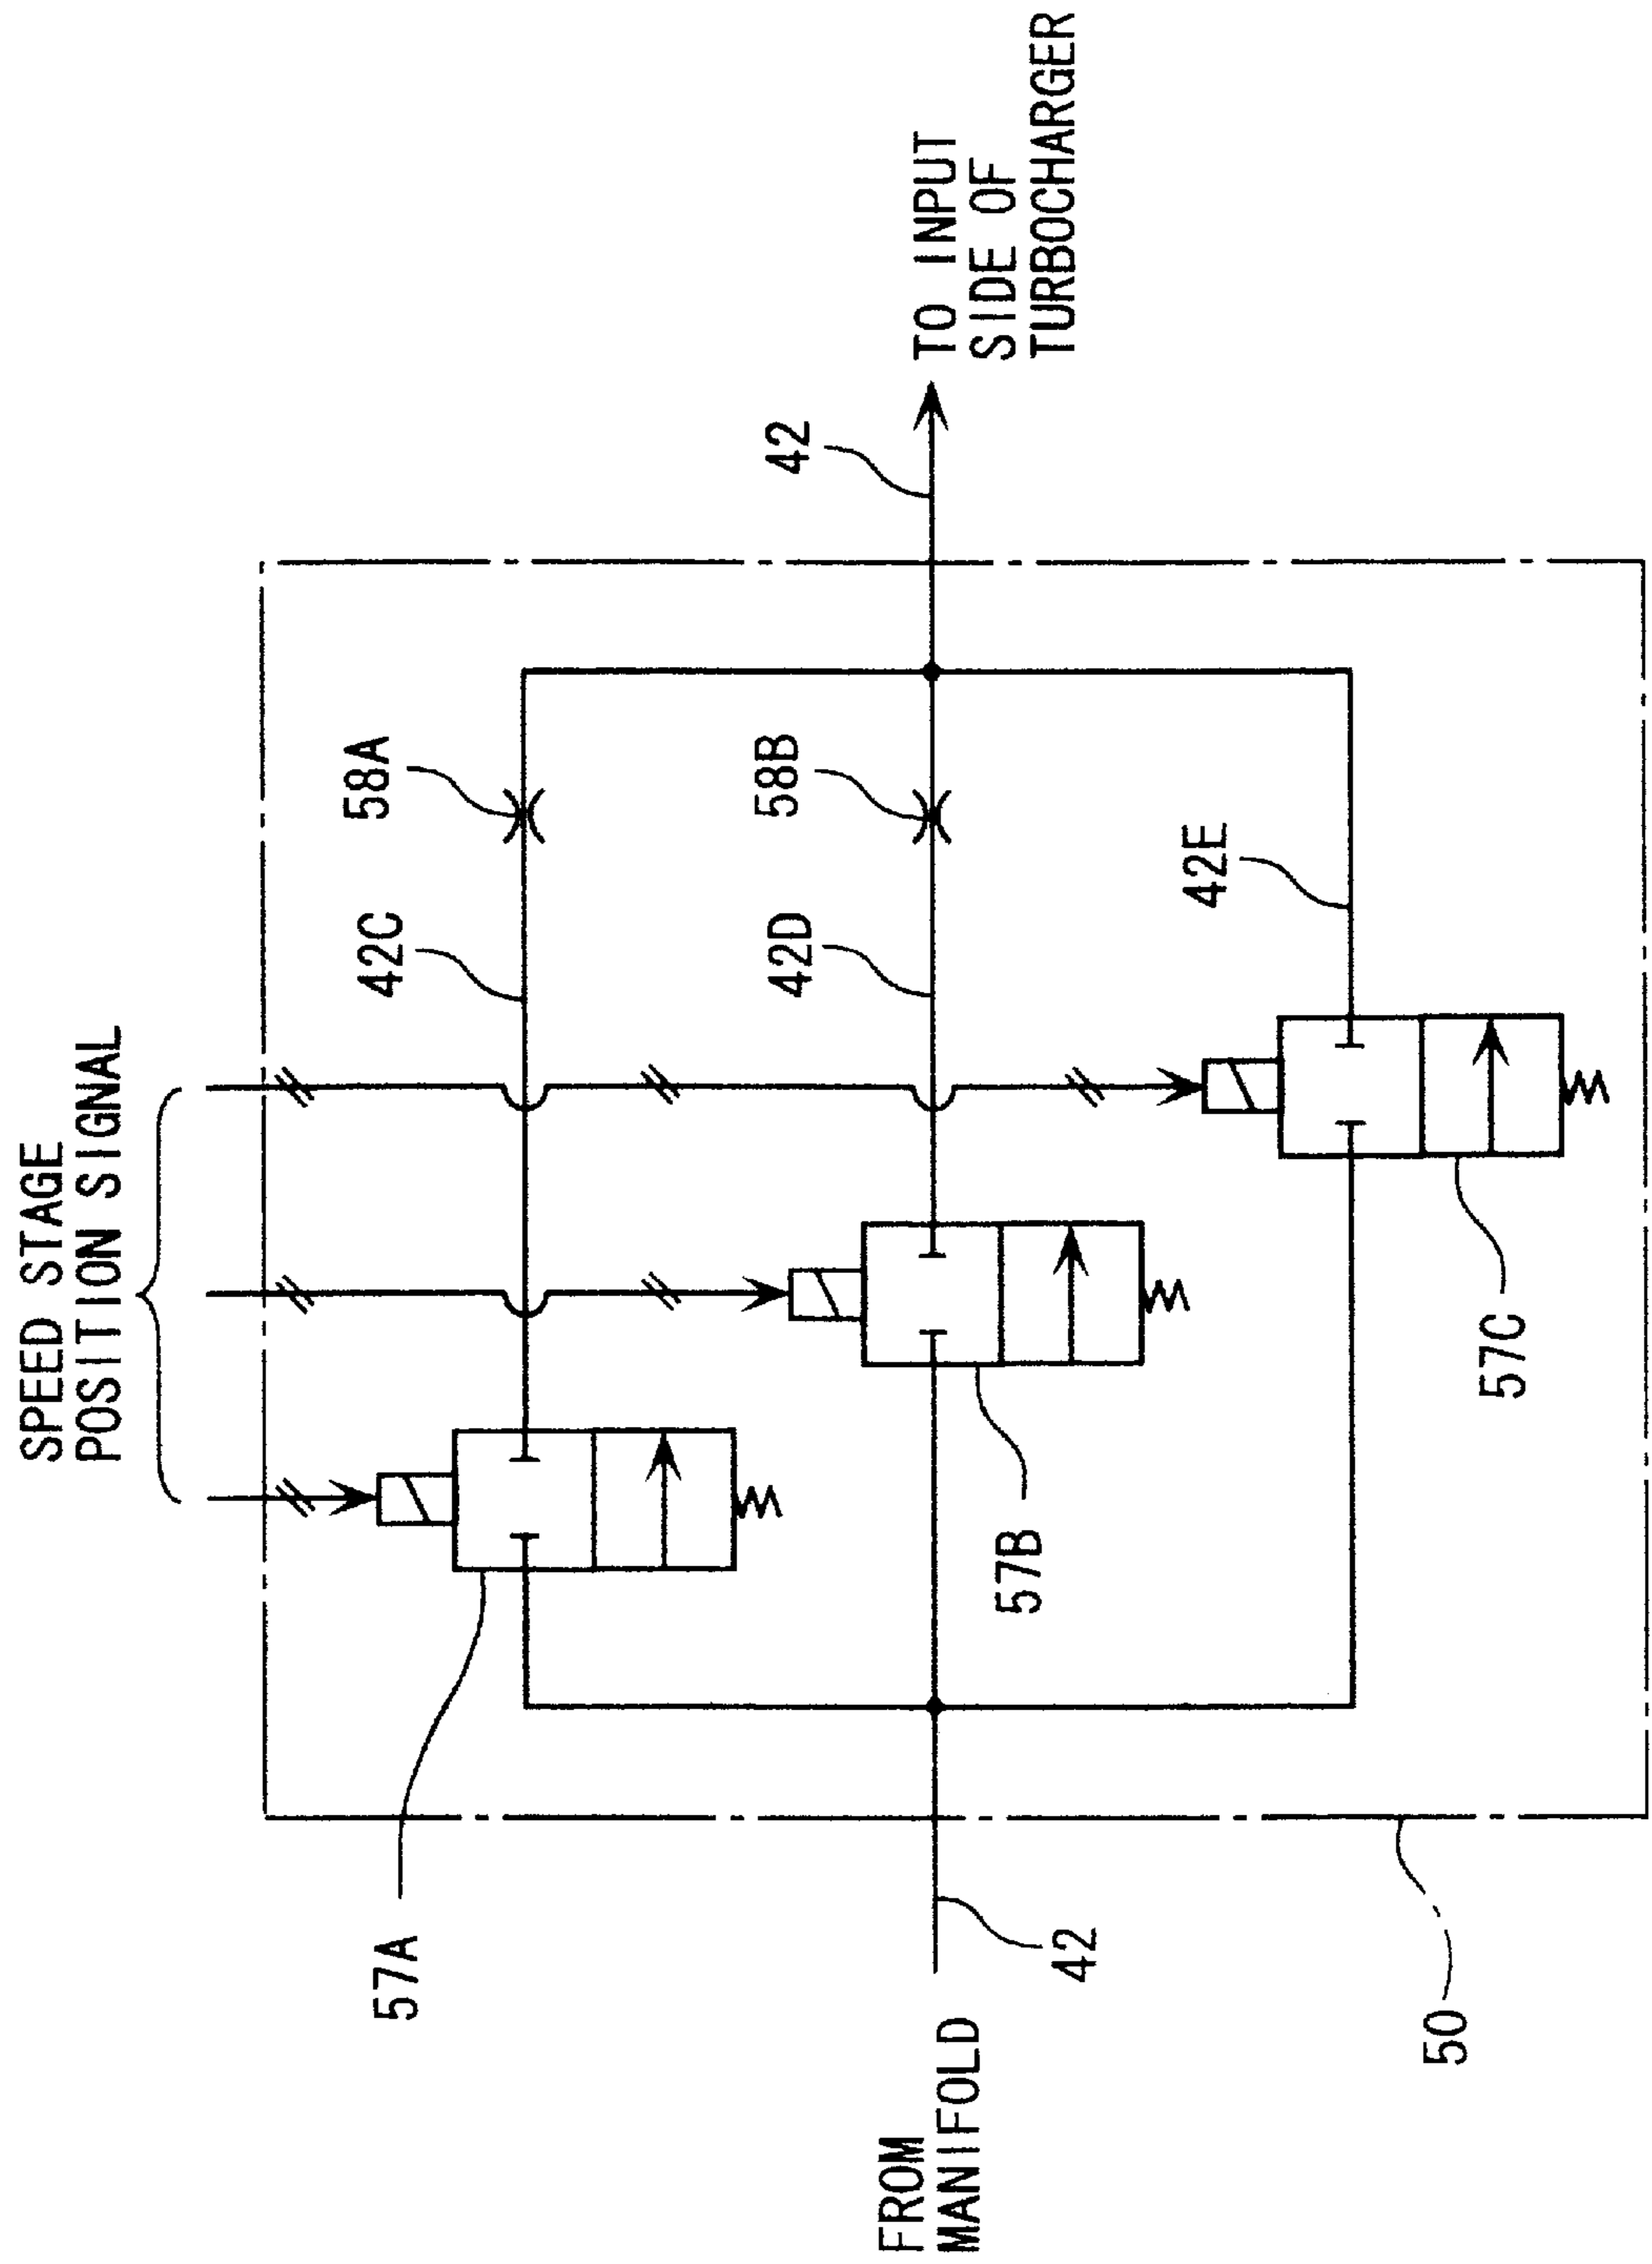 SPEED STAGE
POSITION SIGNAL
57A
42C
58A
42D
58B
42
TO INPUT
SIDE OF
TURBOCHARGER
FROM
MANIFOLD
42
57B
42E
57C
50